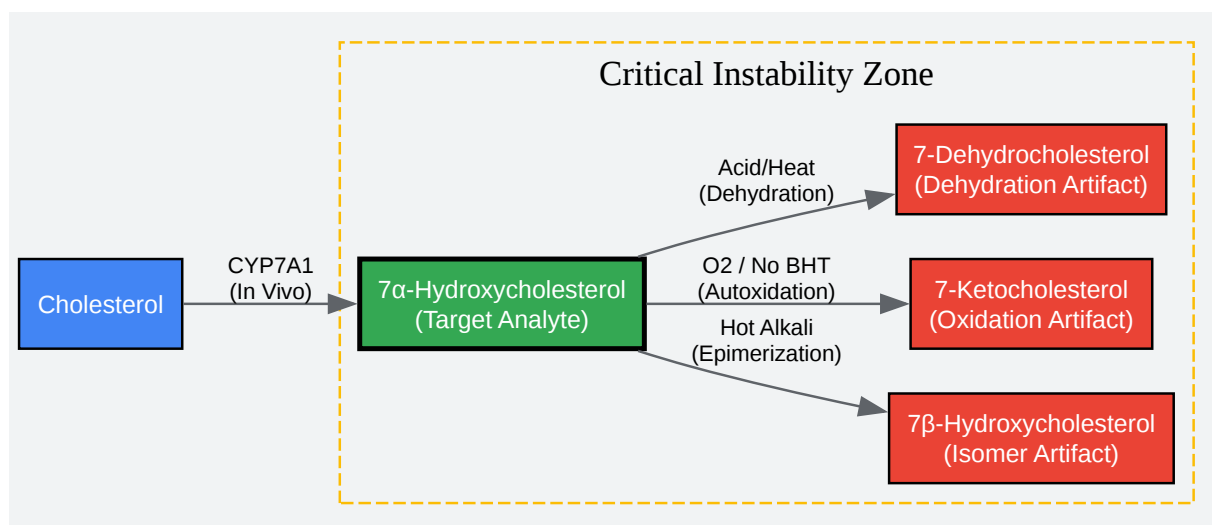 Critical Instability Zone
Cholesterol
CYP7A1
(In Vivo)
7α-Hydroxycholesterol
(Target Analyte)
Acid/Heat
(Dehydration)
7-Dehydrocholesterol
(Dehydration Artifact)
O2 / No BHT
(Autoxidation)
7-Ketocholesterol
(Oxidation Artifact)
Hot Alkali
(Epimerization)
7β-Hydroxycholesterol
(Isomer Artifact)